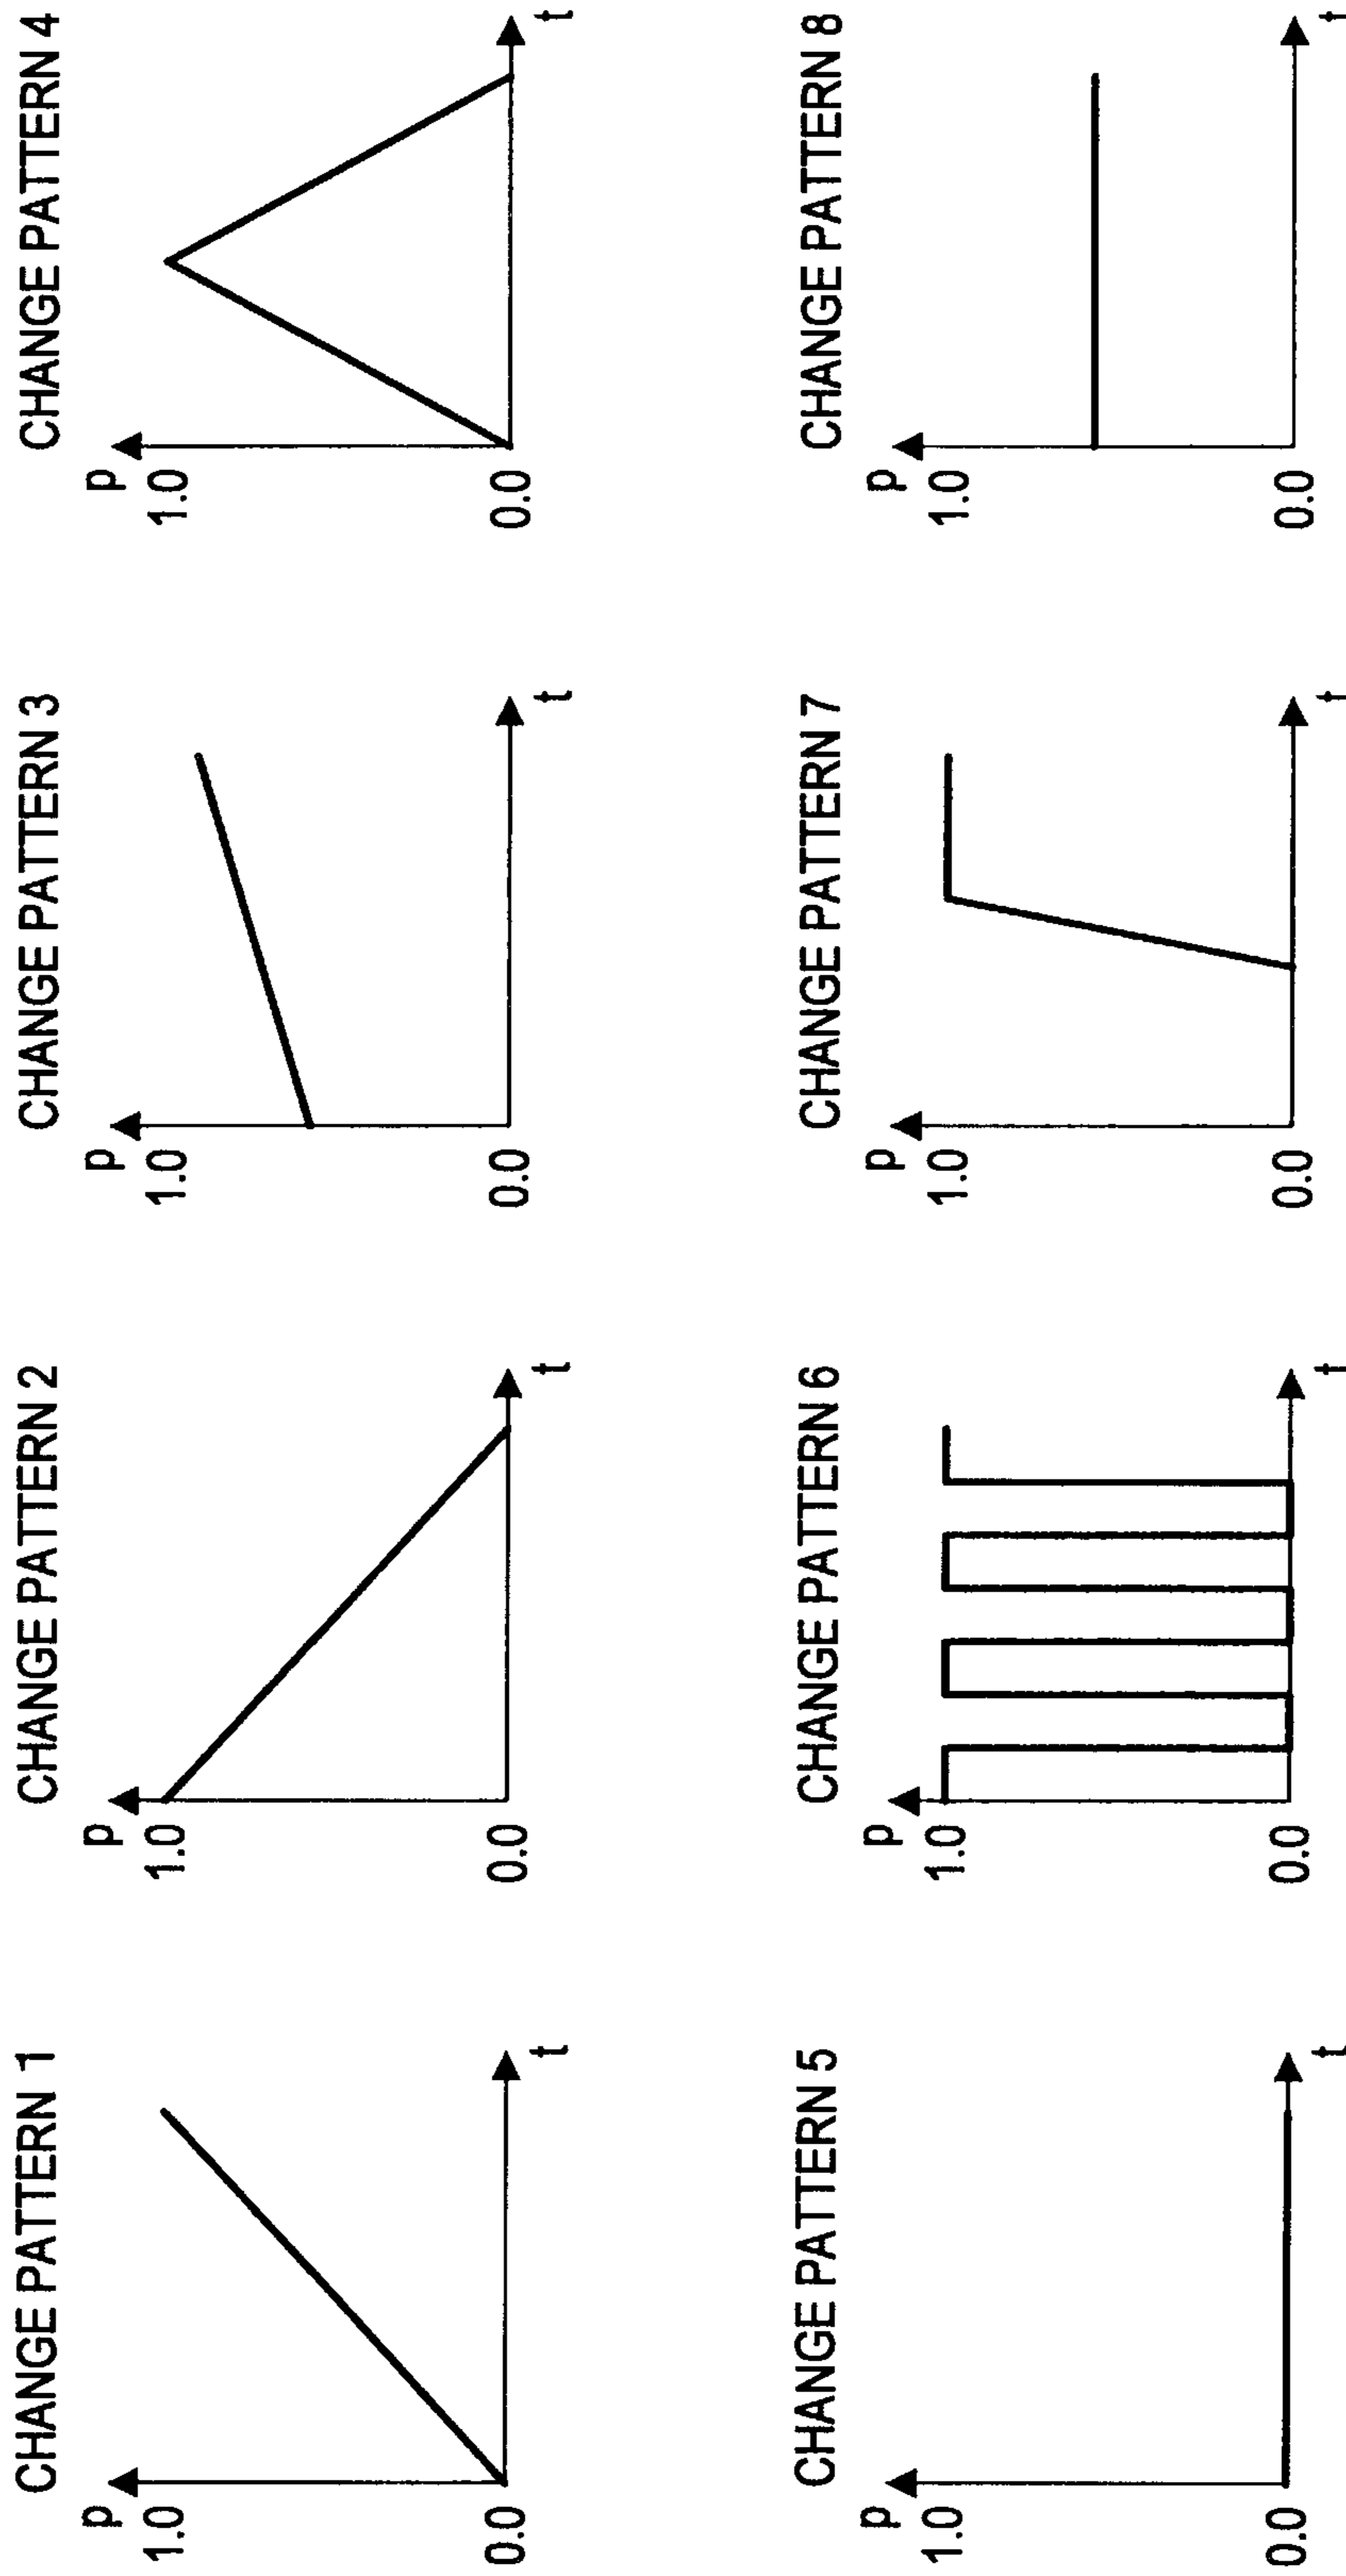 CHANGE PATTERN 1
p
1.0
0.0
t
CHANGE PATTERN 2
p
1.0
0.0
t
CHANGE PATTERN 3
p
1.0
0.0
t
CHANGE PATTERN 4
p
1.0
0.0
t
CHANGE PATTERN 5
p
1.0
0.0
t
CHANGE PATTERN 6
p
1.0
0.0
t
CHANGE PATTERN 7
p
1.0
0.0
t
CHANGE PATTERN 8
p
1.0
0.0
t